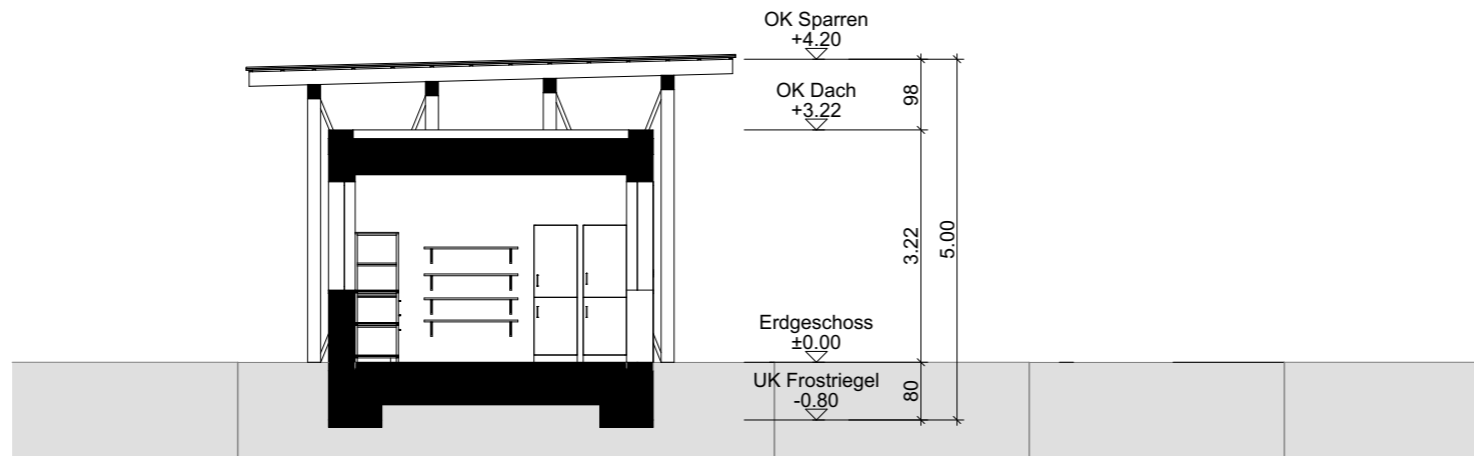 OK Sparren
+4.20
OK Dach
+3.22
98
3.22
5.00
Erdgeschoss
±0.00
UK Frostriegel
-0.80
80